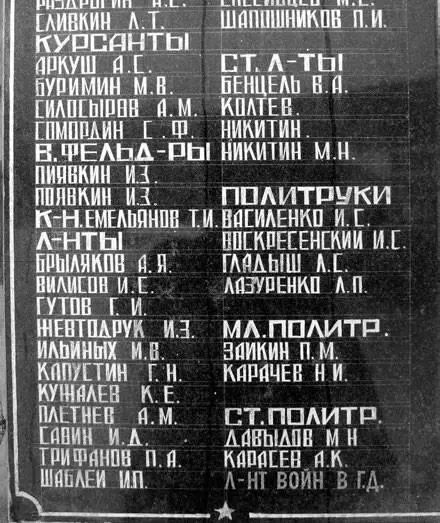 РАЗДРОГИН А.С.
СЛИВКИН Л.Т.
КУРСАНТЫ
АРКУШ А.С.
БУРИМИН М.В.
СИЛОСЫРОВ А.М.
СОМОРДИН С.Ф.
В.ФЕЛЬД-РЫ
ПИЯВКИН И.З.
ПОЯВКИН И.З.
К-Н.ЕМЕЛЬЯНОВ Т.И.
Л-НТЫ
БРЫЛЯКОВ А.Я.
ВИЛИСОВ И.С.
ГУТОВ Г.И.
ЖЕВТОДРУК И.З.
ИЛЬИНЫХ И.В.
КАПУСТИН Г.Н.
КУЖАЛЕВ К.Е.
ПЛЕТНЕВ А.М.
САВИН И.Д.
ТРИФАНОВ П.А.
ШАБЛЕЙ И.П.
ШАПОШНИКОВ П.И.
СТ.Л-ТЫ
БЕНЦЕЛЬ В.А.
КОЛТЕВ.
НИКИТИН.
НИКИТИН М.Н.
ПОЛИТРУКИ
ВАСИЛЕНКО И.С.
ВОСКРЕСЕНСКИЙ И.С.
ГЛАДЫШ Л.С.
ЛАЗУРЕНКО Л.П.
МЛ.ПОЛИТР.
ЗАИКИН П.М.
КАРАЧЕВ Н.И.
СТ.ПОЛИТР.
ДАВЫДОВ М Н
КАРАСЕВ А.К.
Л-НТ ВОЙН В Г.Д.